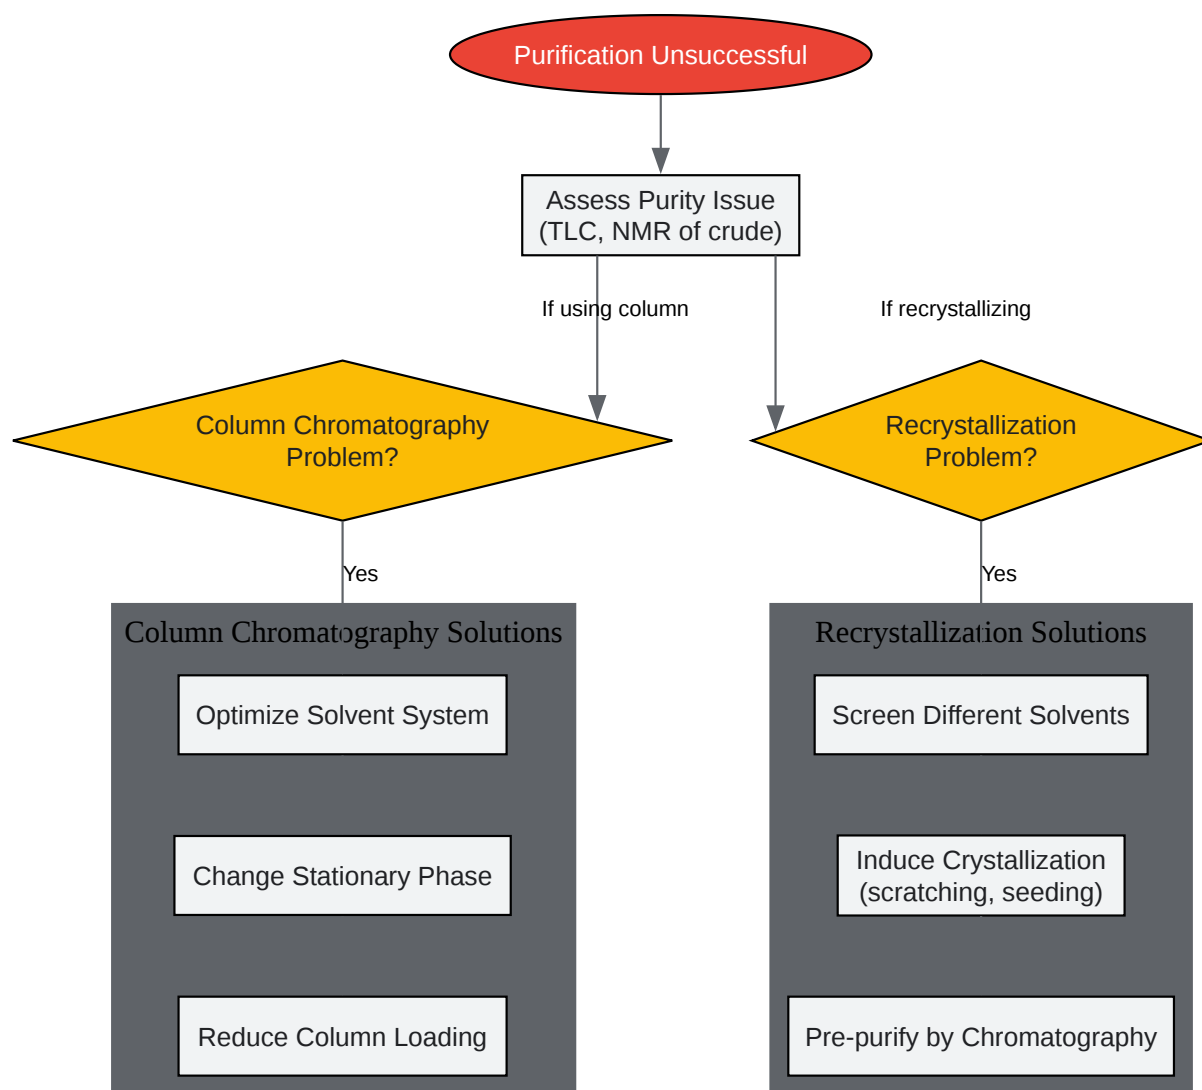 Purification Unsuccessful
Assess Purity Issue
(TLC, NMR of crude)
If using column
If recrystallizing
Column Chromatography
Problem?
Recrystallization
Problem?
Yes
Yes
Column Chromatography Solutions
Recrystallization Solutions
Optimize Solvent System
Screen Different Solvents
Change Stationary Phase
Induce Crystallization
(scratching, seeding)
Reduce Column Loading
Pre-purify by Chromatography